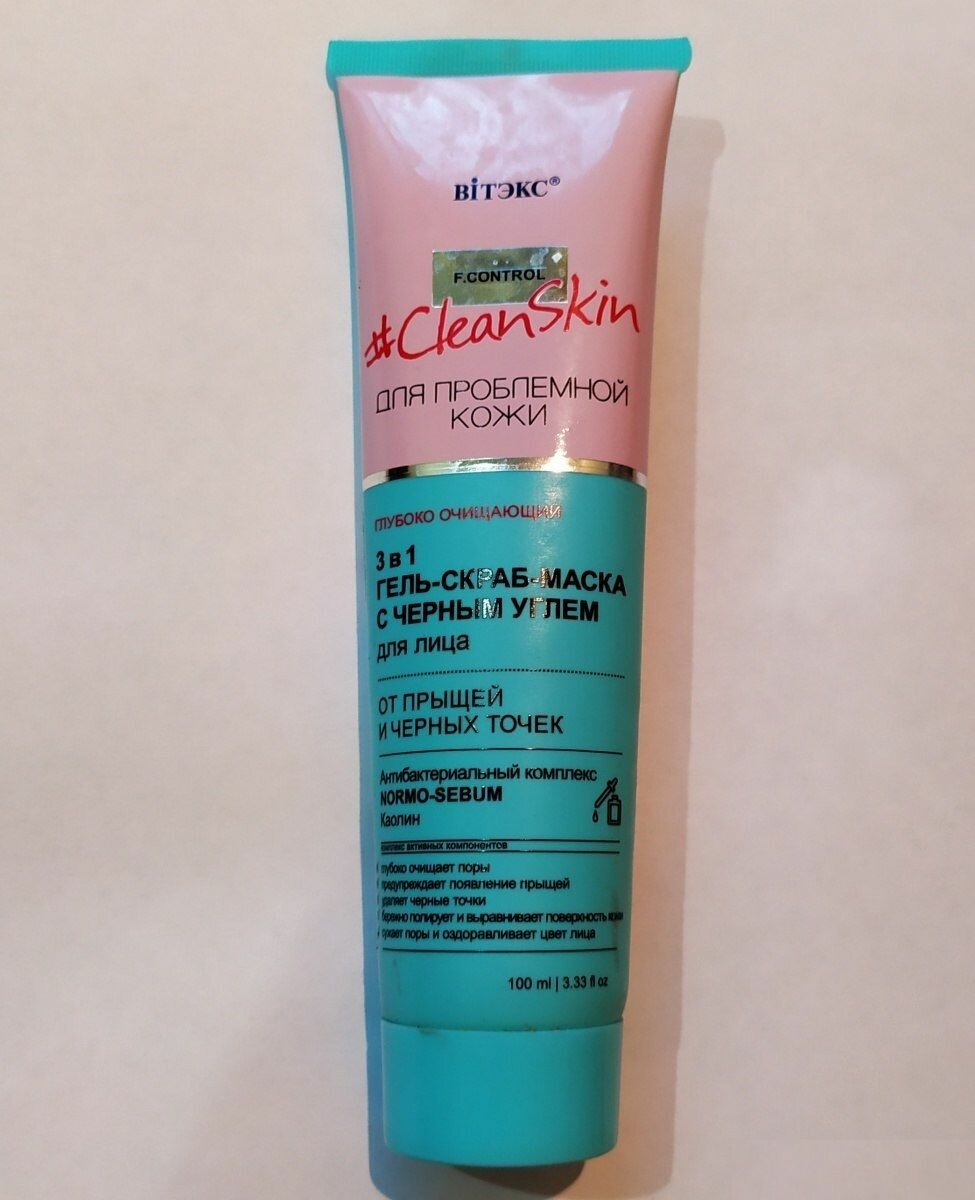 ВіТЭКС®
F.CONTROL
#CleanSkin
ДЛЯ ПРОБЛЕМНОЙ
КОЖИ
ГЛУБОКО ОЧИЩАЮЩИЙ
3 в 1
ГЕЛЬ-СКРАБ-МАСКА
С ЧЕРНЫМ УГЛЕМ
для лица
ОТ ПРЫЩЕЙ
И ЧЕРНЫХ ТОЧЕК
Антибактериальный комплекс
NORMO-SEBUM
Каолин
комплекс активных компонентов
глубоко очищает поры
предупреждает появление прыщей
удаляет черные точки
бережно полирует и выравнивает поверхность кожи
сужает поры и оздоравливает цвет лица
100 ml | 3.33 fl oz